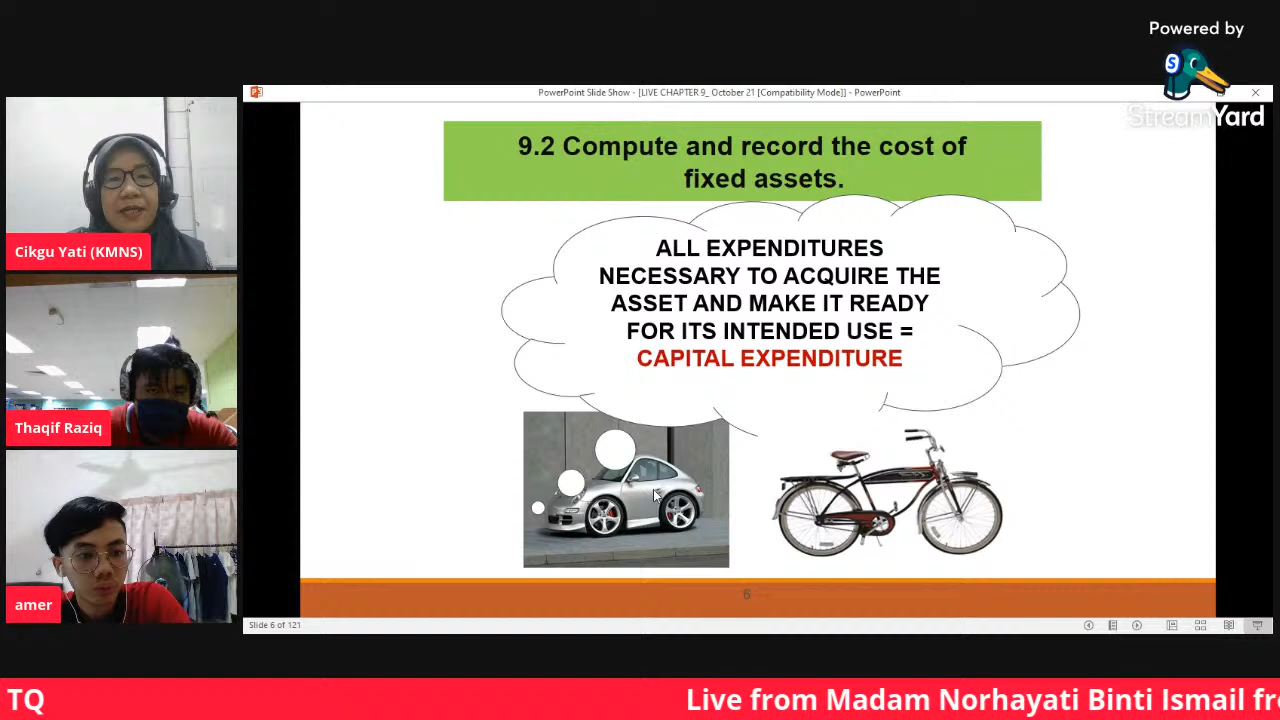 Powered by
S
StreamYard
PowerPoint Slide Show - [LIVE CHAPTER 9_ October 21 [Compatibility Mode]] - PowerPoint
9.2 Compute and record the cost of
fixed assets.
ALL EXPENDITURES
NECESSARY TO ACQUIRE THE
ASSET AND MAKE IT READY
FOR ITS INTENDED USE =
CAPITAL EXPENDITURE
Cikgu Yati (KMNS)
Thaqif Raziq
amer
6
Slide 6 of 121
TQ
Live from Madam Norhayati Binti Ismail fr